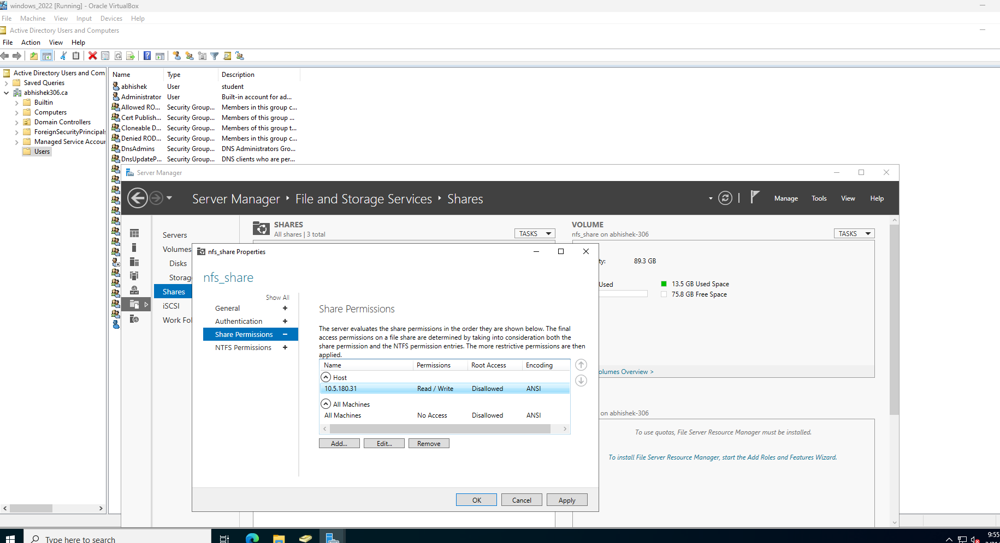 windows_2022 [Running] - Oracle VirtualBox
File Machine View Input Devices Help
Active Directory Users and Computers
File Action View Help
Active Directory Users and Com
Saved Queries
abhishek306.ca
Builtin
Computers
Domain Controllers
ForeignSecurityPrincipals
Managed Service Accour
Users
Name Type Description
abhishek User student
Administrator User Built-in account for ad...
Allowed RO... Security Group... Members in this group c...
Cert Publish... Security Group... Members of this group ...
Cloneable D... Security Group... Members of this group t...
Denied ROD... Security Group... Members in this group c...
DnsAdmins Security Group... DNS Administrators Gro...
DnsUpdateP... Security Group... DNS clients who are per...
Server Manager
Server Manager File and Storage Services Shares
Manage Tools View Help
Servers
Volumes
Disks
Storag
Shares
iSCSI
Work Fol
SHARES
All shares | 3 total
TASKS
VOLUME
nfs_share on abhishek-306
TASKS
ty: 89.3 GB
Used
13.5 GB Used Space
75.8 GB Free Space
olumes Overview >
on abhishek-306
To use quotas, File Server Resource Manager must be installed.
To install File Server Resource Manager, start the Add Roles and Features Wizard.
nfs_share Properties
nfs_share
Show All
General +
Authentication +
Share Permissions −
NTFS Permissions +
Share Permissions
The server evaluates the share permissions in the order they are shown below. The final
access permissions on a file share are determined by taking into consideration both the
share permission and the NTFS permission entries. The more restrictive permissions are then
applied.
Name Permissions Root Access Encoding
Host
10.5.180.31 Read / Write Disallowed ANSI
All Machines
All Machines No Access Disallowed ANSI
Add... Edit... Remove
OK Cancel Apply
Type here to search
9:55